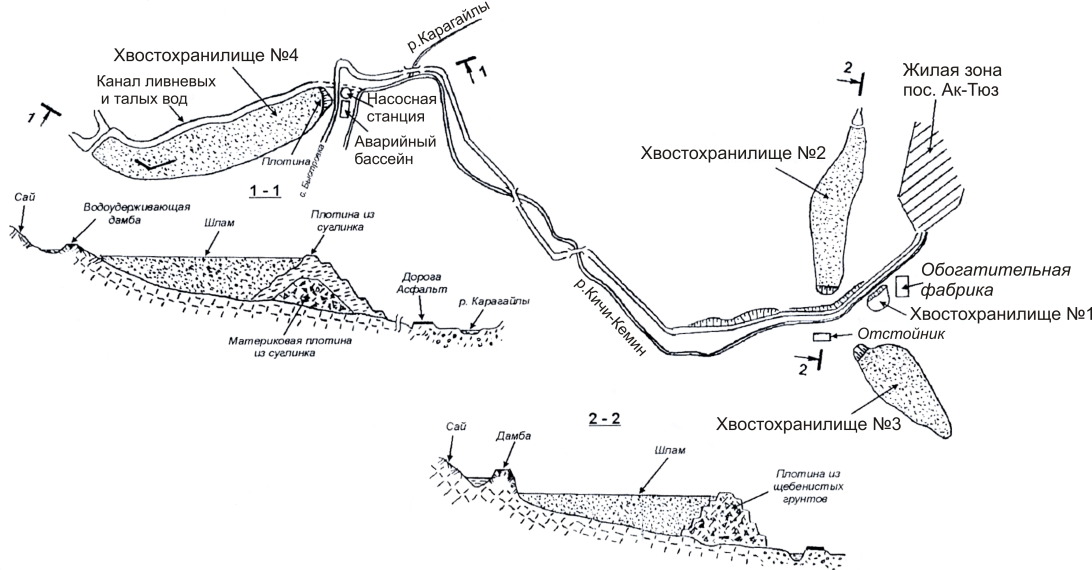 р.Карагайлы
Хвостохранилище №4
Канал ливневых
и талых вод
1
1
Насосная
станция
Аварийный
бассейн
Плотина
с. Быстровка
1 - 1
Сай
Водоудерживающая
дамба
Шлам
Плотина из
суглинка
Дорога
Асфальт
р. Карагайлы
Материковая плотина
из суглинка
2
Жилая зона
пос. Ак-Тюз
Хвостохранилище №2
Обогатительная
фабрика
Хвостохранилище №1
Отстойник
р.Кичи-Кемин
2
Хвостохранилище №3
2 - 2
Сай
Дамба
Шлам
Плотина из
щебенистых
грунтов